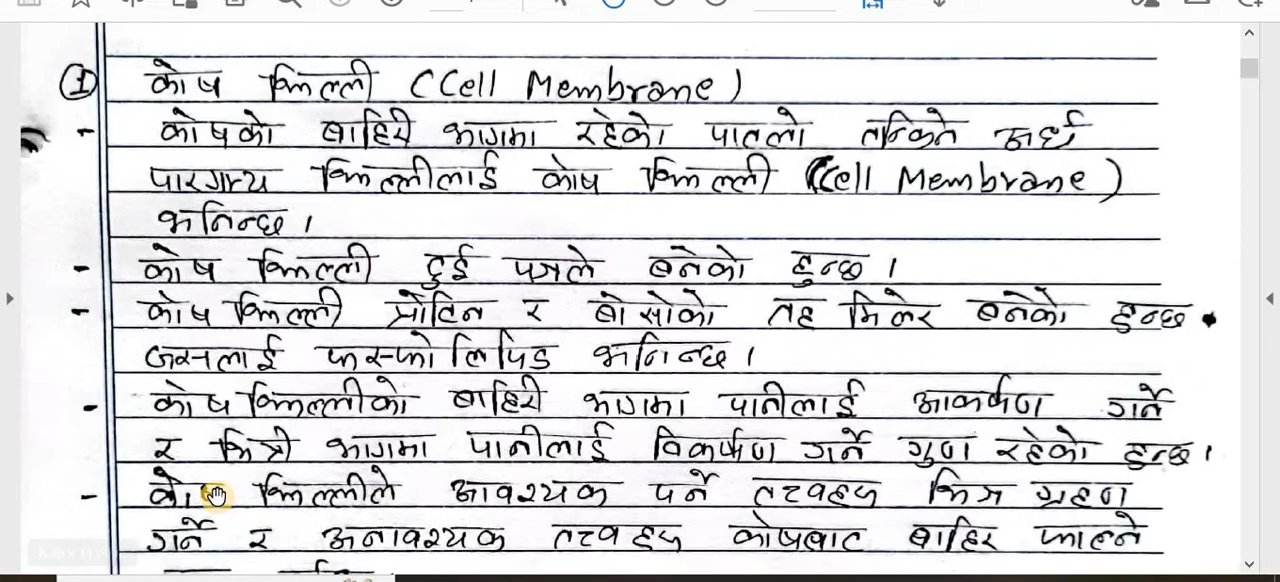 ① कोष झिल्ली (Cell Membrane)
- कोषको बाहिरी भागमा रहेको पातलो तन्किने अर्ध
पारगम्य झिल्लीलाई कोष झिल्ली (Cell Membrane)
भनिन्छ ।
- कोष झिल्ली दुई पत्रले बनेको हुन्छ ।
- कोष झिल्ली प्रोटिन र बोसोको तह मिलेर बनेको हुन्छ
जसलाई फस्फोलिपिड भनिन्छ ।
- कोष झिल्लीको बाहिरी भागमा पानीलाई आकर्षण गर्ने
र भित्री भागमा पानीलाई विकर्षण गर्ने गुण रहेको हुन्छ ।
- कोष झिल्लीले आवश्यक पर्ने तत्वहरू भित्र ग्रहण
गर्ने र अनावश्यक तत्वहरू कोषबाट बाहिर फाल्ने